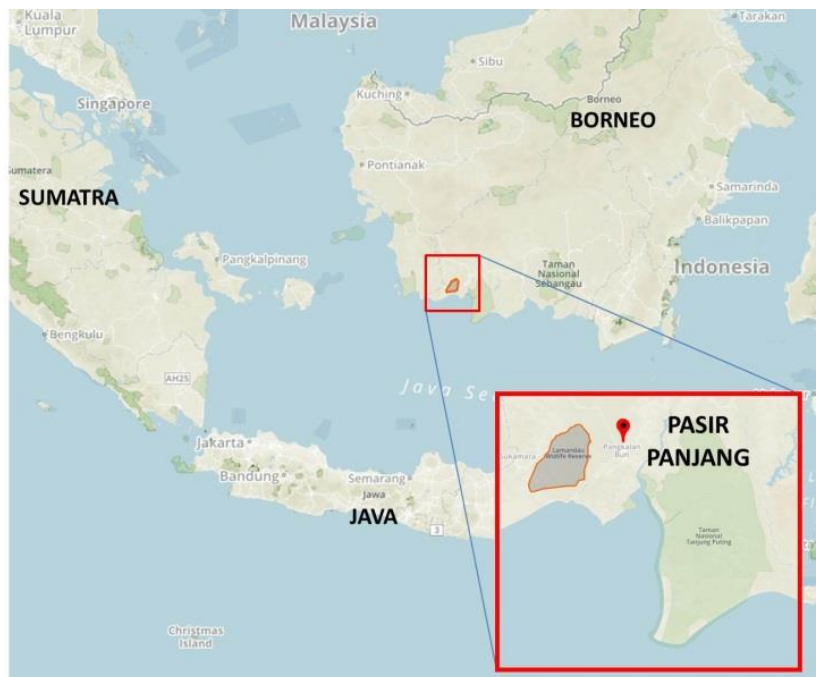 Kuala
Lumpur
Malaysia
Tarakan
Sibu
Singapore
Kuching
Borneo
BORNEO
Pontianak
Sumatera
SUMATRA
Samarinda
Balikpapan
Pangkalpinang
Taman
Nasional
Sebangau
Indonesia
Bengkulu
AH25
Java Se
Jakarta
Bandung
Semarang
Jawa
JAVA
3
PASIR
PANJANG
Sukamara
Lamandau
Wildlife Reserve
Pangkalan
Bun
Taman
Nasional
Tanjung Puting
Christmas
Island